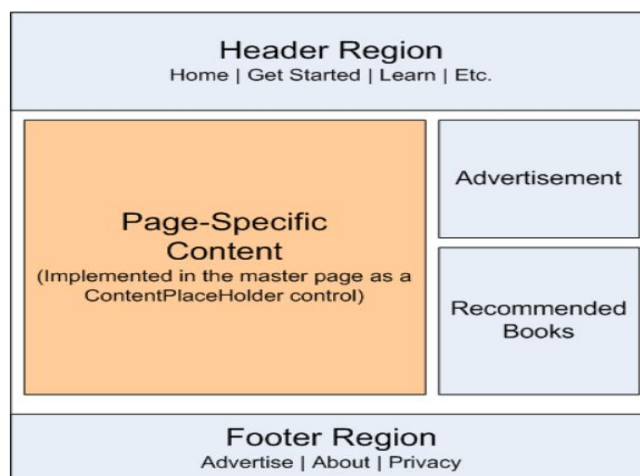 Header Region
Home | Get Started | Learn | Etc.
Page-Specific
Content
(Implemented in the master page as a
ContentPlaceHolder control)
Advertisement
Recommended
Books
Footer Region
Advertise | About | Privacy